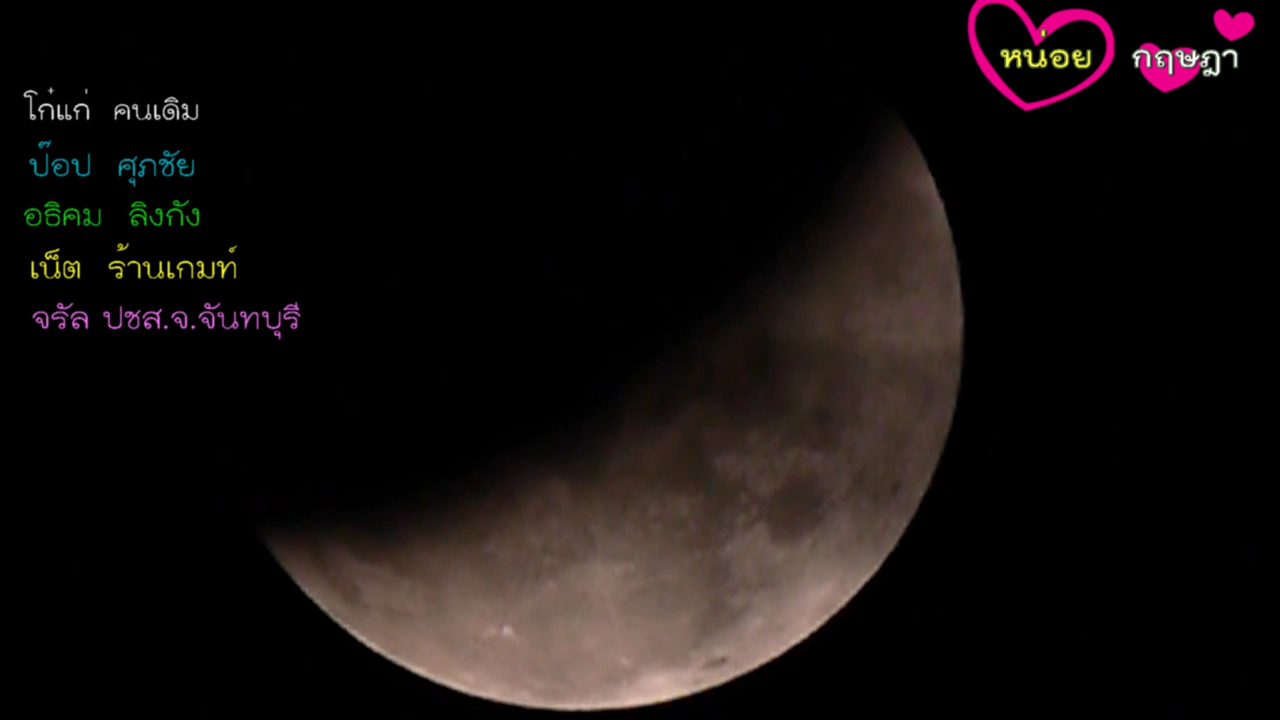 หน่อย กฤษฎา
โก๋แก่ คนเดิม
ป๊อป ศุภชัย
อธิคม ลิงกัง
เน็ต ร้านเกมท์
จรัล ปชส.จ.จันทบุรี